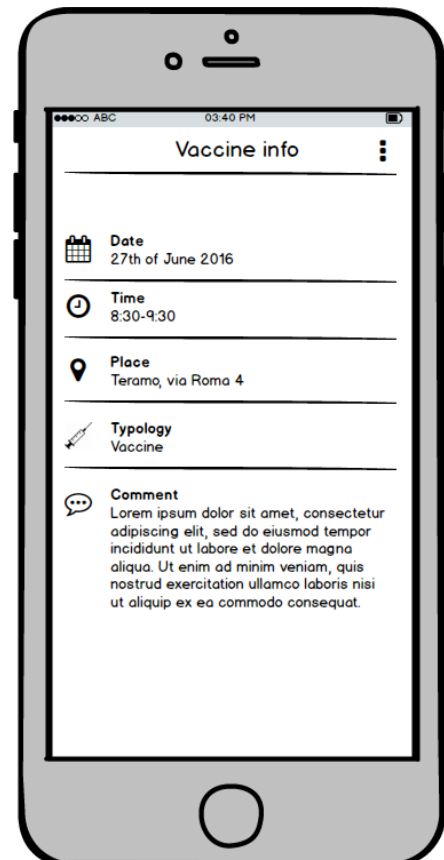 ABC 03:40 PM
Vaccine info
Date
27th of June 2016
Time
8:30-9:30
Place
Teramo, via Roma 4
Typology
Vaccine
Comment
Lorem ipsum dolor sit amet, consectetur
adipiscing elit, sed do eiusmod tempor
incididunt ut labore et dolore magna
aliqua. Ut enim ad minim veniam, quis
nostrud exercitation ullamco laboris nisi
ut aliquip ex ea commodo consequat.